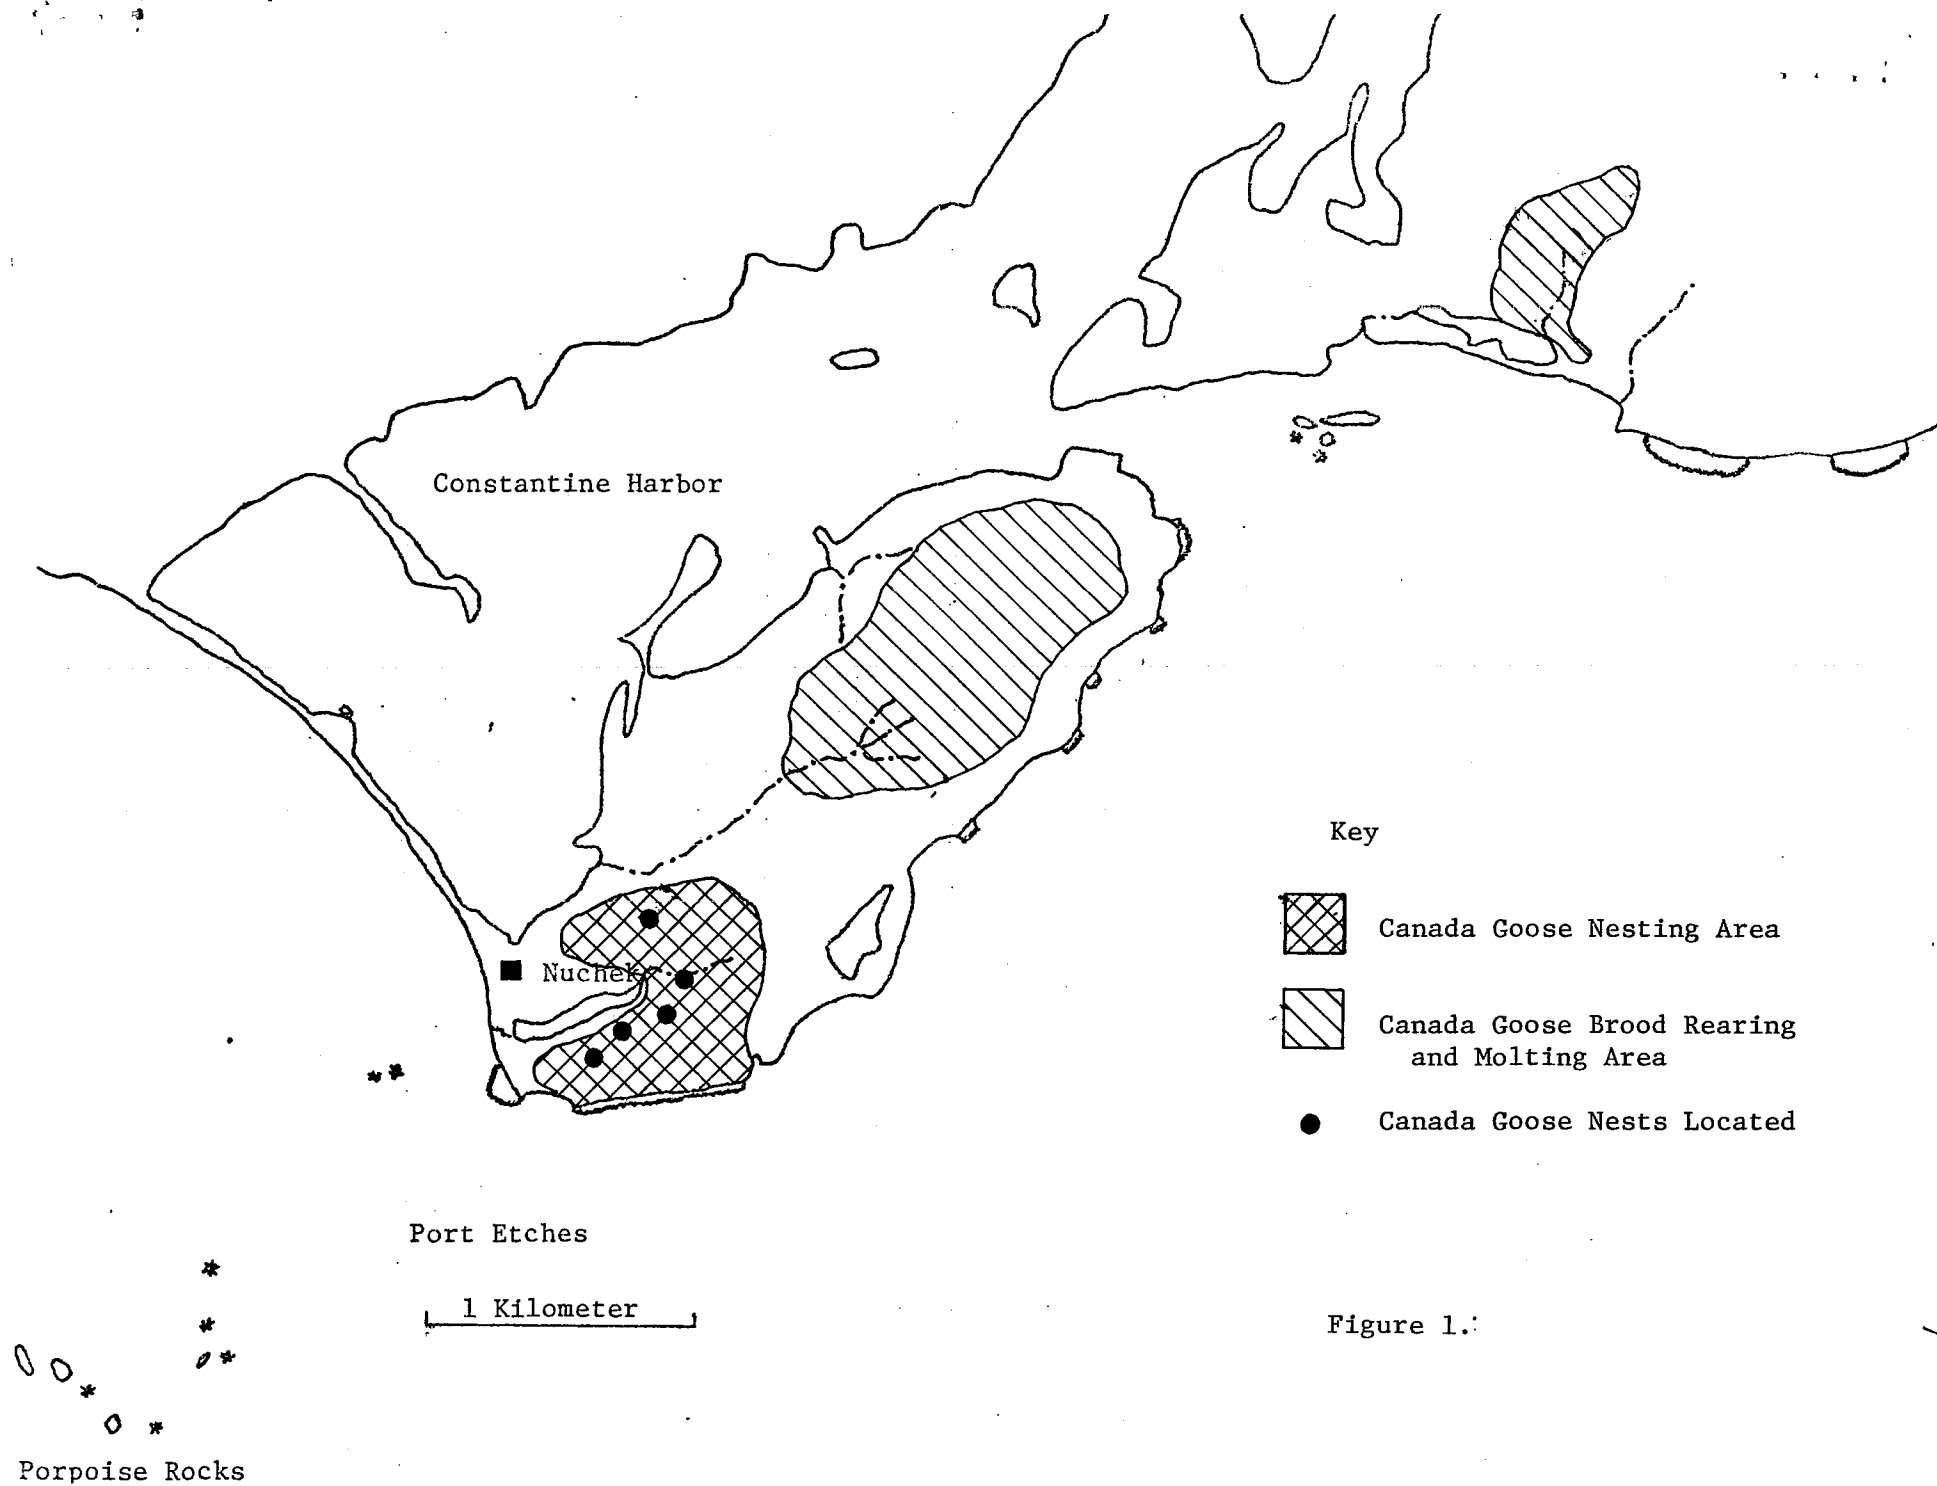 Constantine Harbor
Nuchek
Key
Canada Goose Nesting Area
Canada Goose Brood Rearing
and Molting Area
Canada Goose Nests Located
Port Etches
1 Kilometer
Figure 1.
Porpoise Rocks